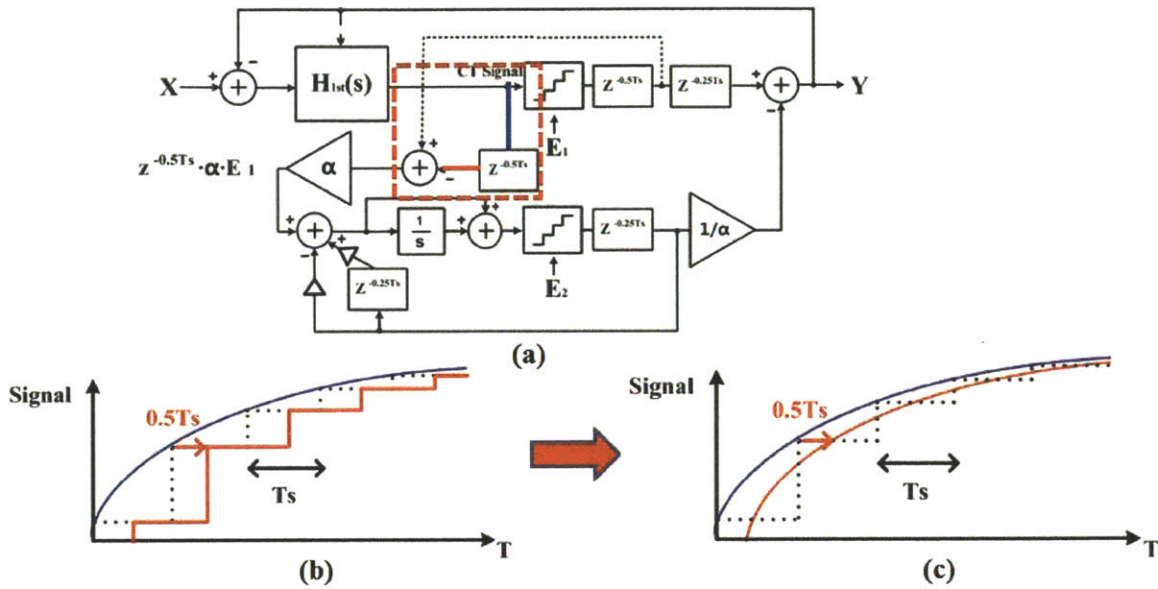 CT Signal
X
+
−
+
H1st(s)
z^-0.5Ts
z^-0.25Ts
+
+
−
Y
z^-0.5Ts·α·E1
α
+
+
−
z^-0.5Ts
E1
+
+
−
+
1/s
+
+
+
z^-0.25Ts
1/α
z^-0.25Ts
E2
(a)
Signal
0.5Ts
Ts
T
(b)
Signal
0.5Ts
Ts
T
(c)